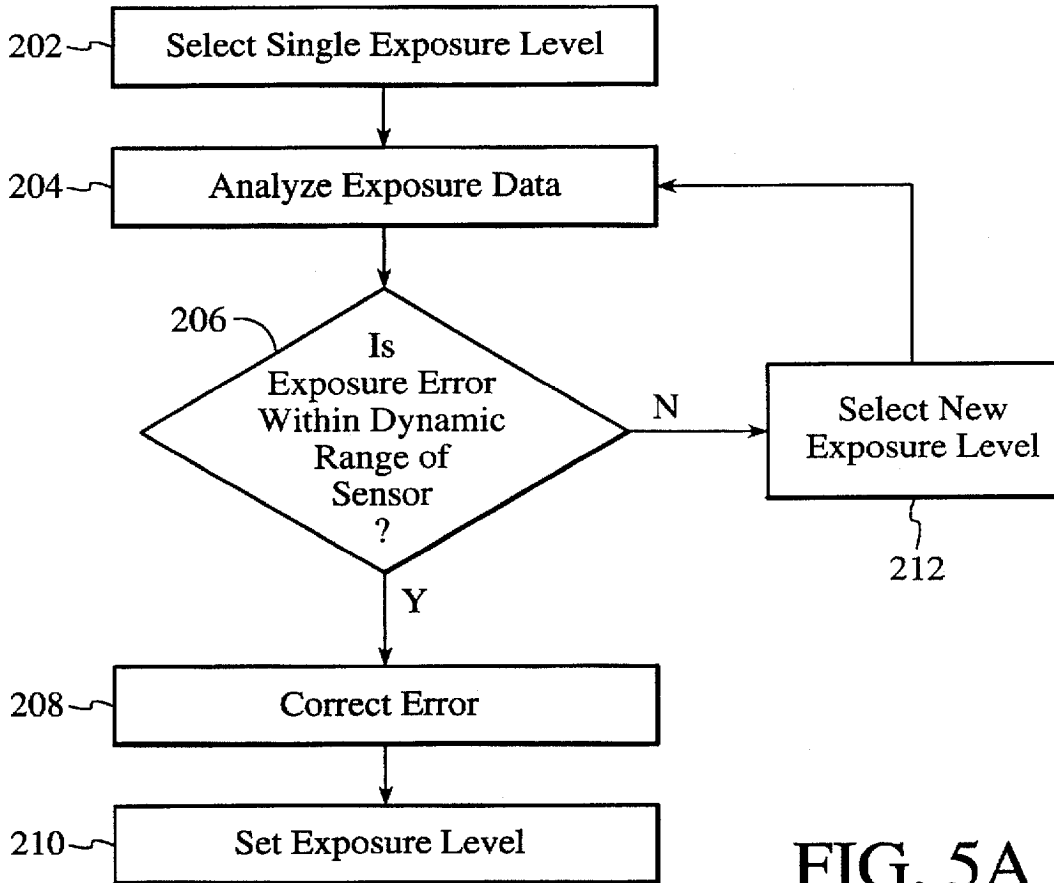 202
Select Single Exposure Level
204
Analyze Exposure Data
206
Is
Exposure Error
Within Dynamic
Range of
Sensor
?
N
Select New
Exposure Level
212
Y
208
Correct Error
210
Set Exposure Level
FIG. 5A